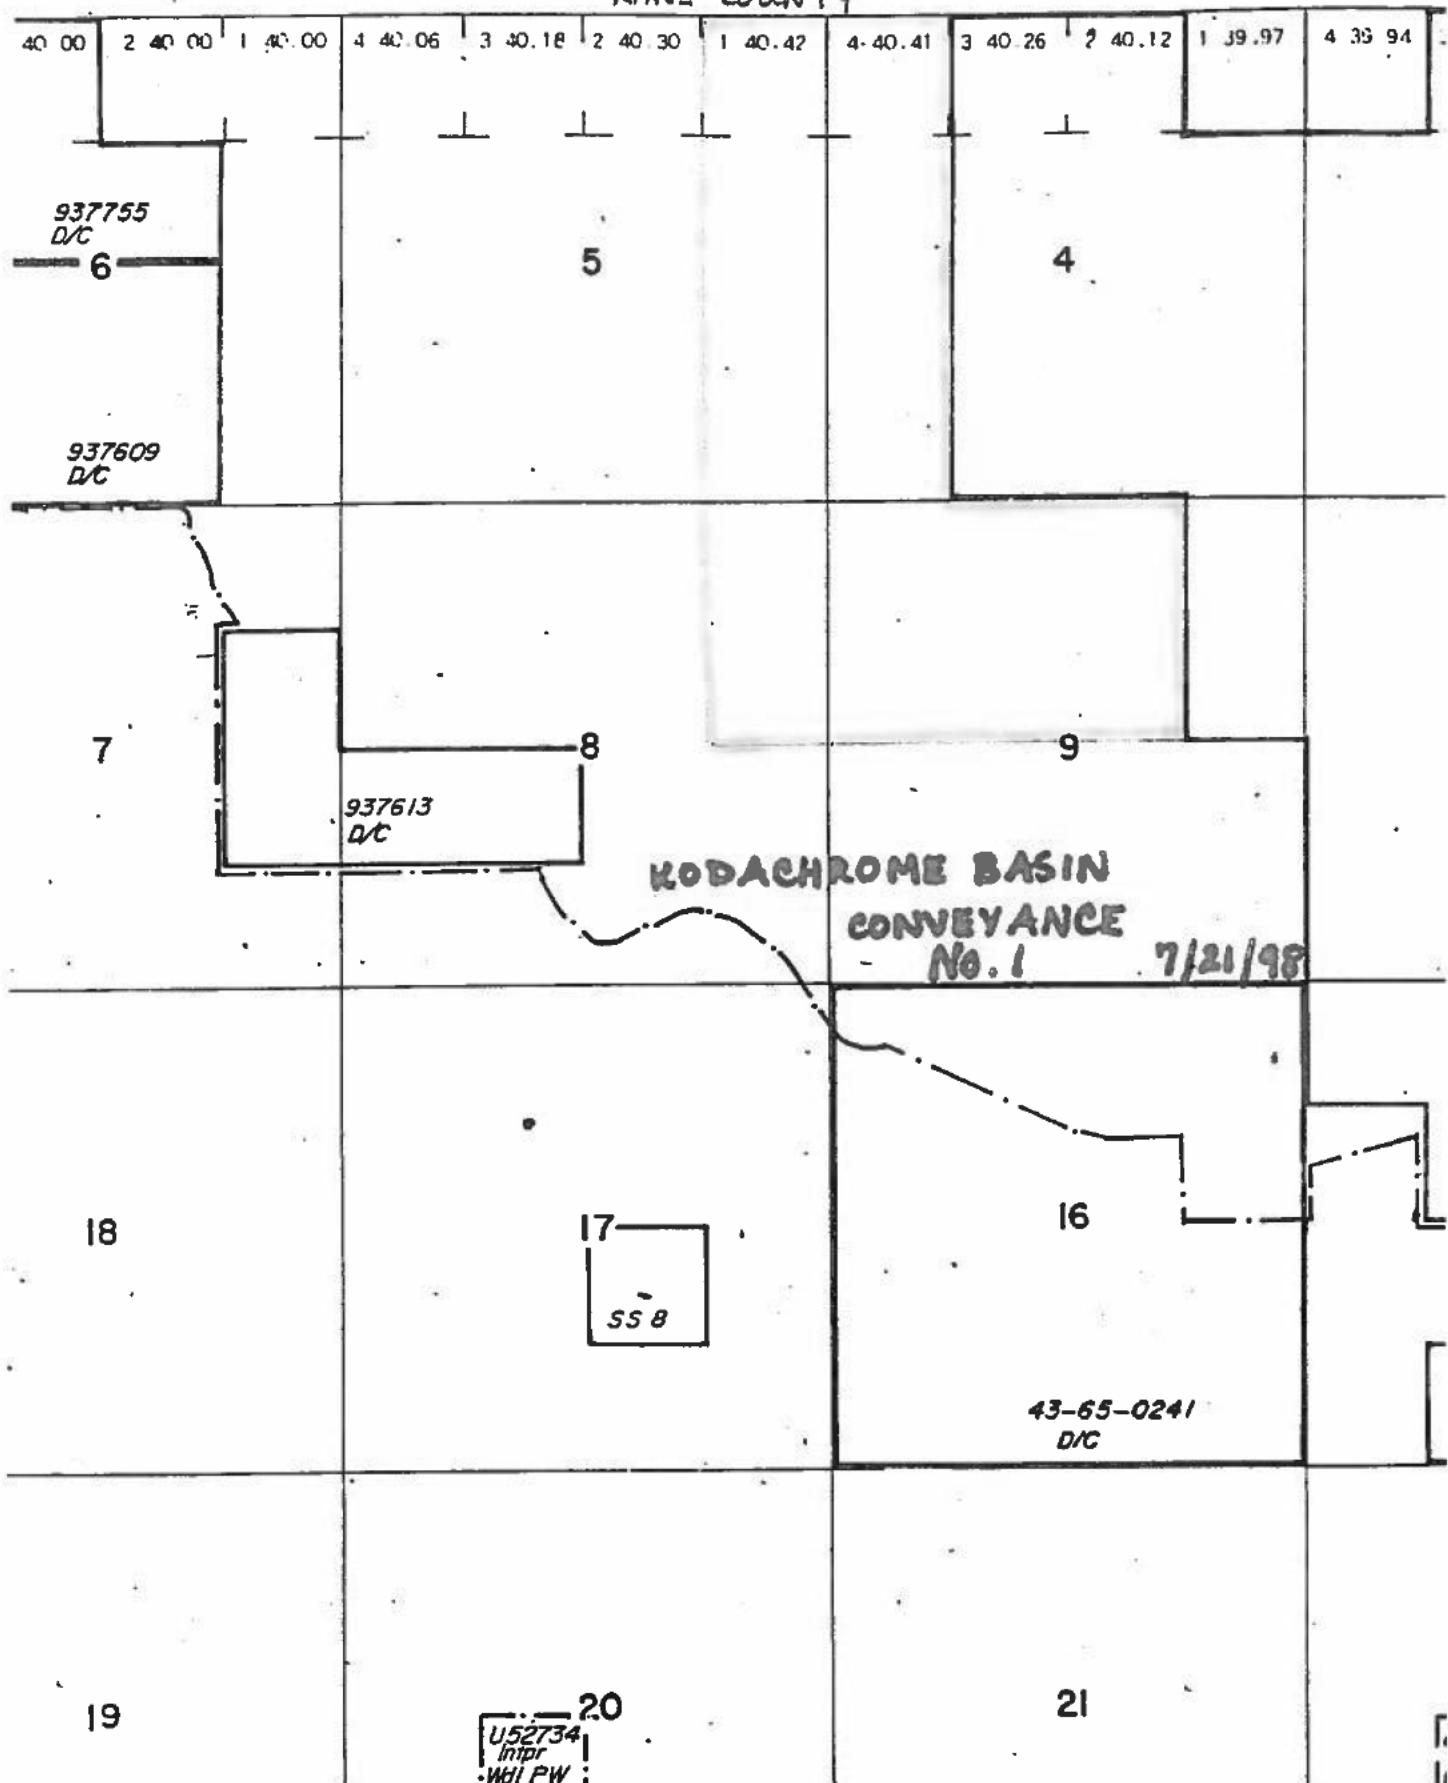 40 00 2 40 00 1 40.00 4 40.06 3 40.18 2 40.30 1 40.42 4 40.41 3 40.26 2 40.12 1 39.97 4 39 94
937755
D/C
6 5 4
937609
D/C
7 8 9
937613
D/C
KODACHROME BASIN
CONVEYANCE
No. 1 7/21/98
18 17 16
SS 8
43-65-0241
D/C
19 20 21
U52734
Intpr
Wdl PW